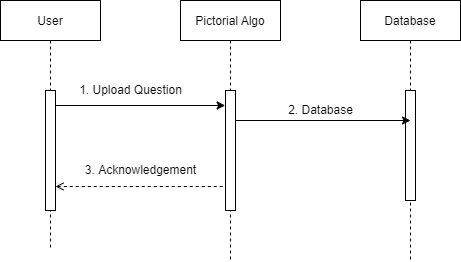 User
Pictorial Algo
Database
1. Upload Question
2. Database
3. Acknowledgement